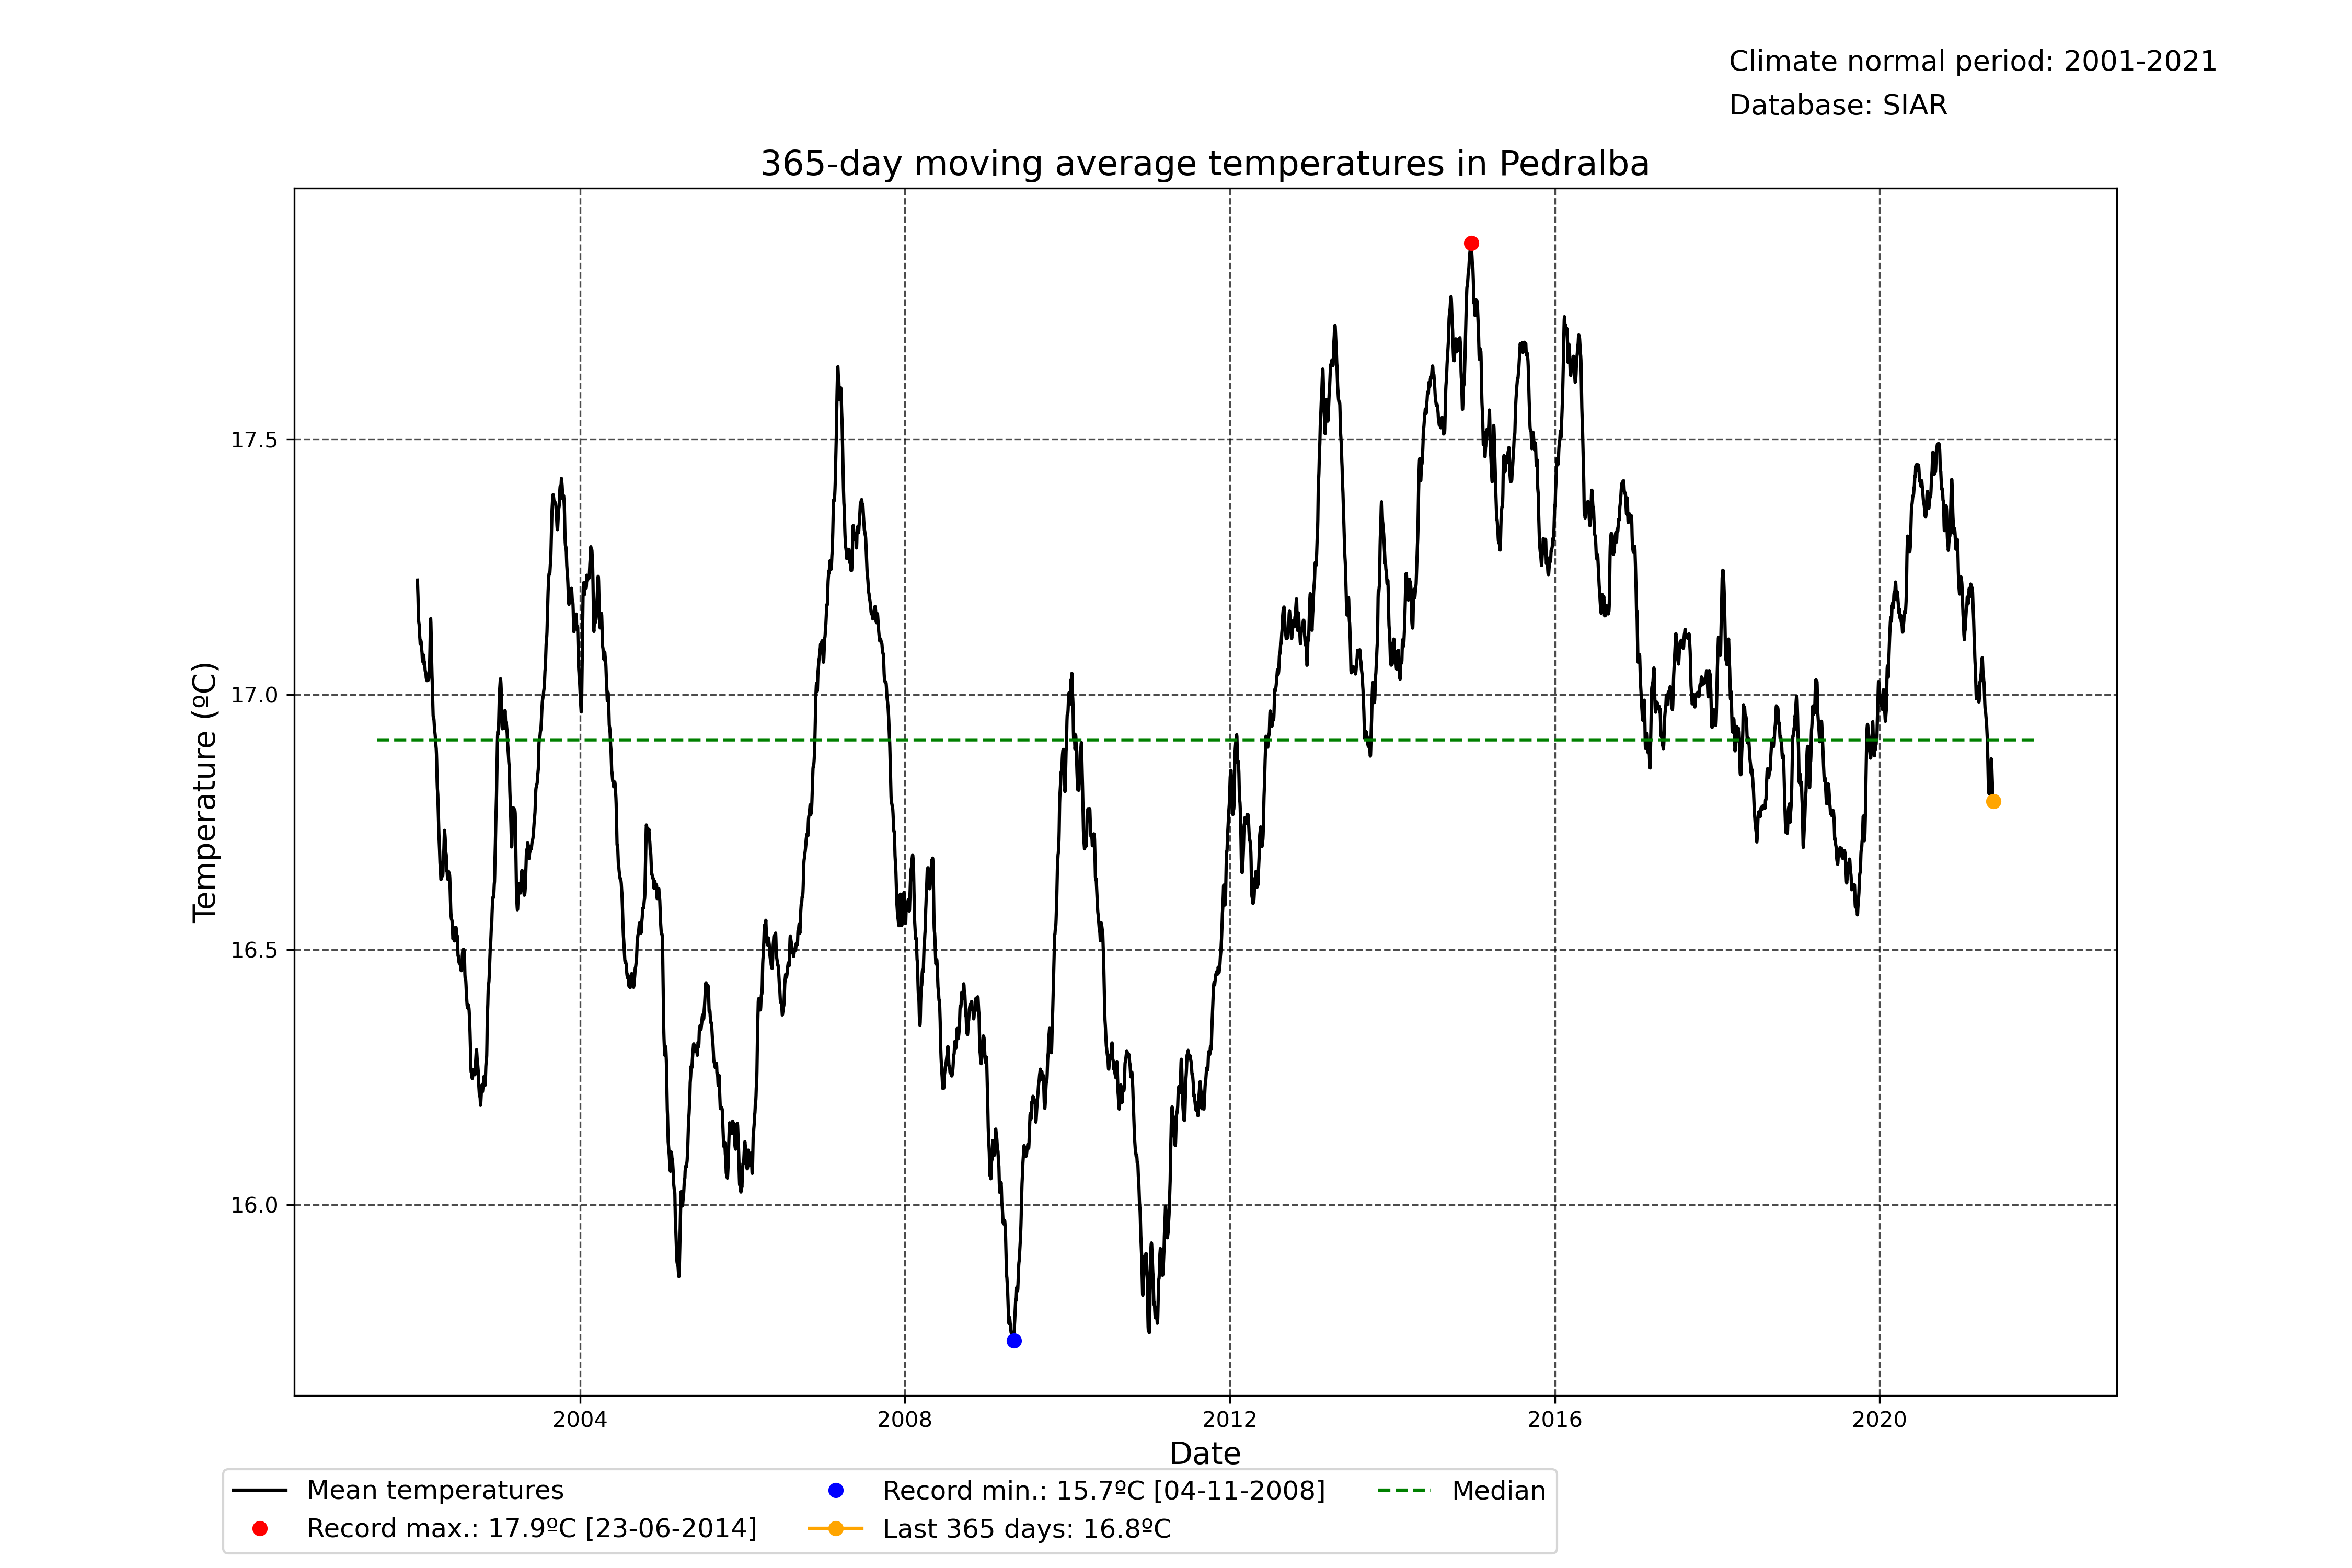 Climate normal period: 2001-2021
Database: SIAR
365-day moving average temperatures in Pedralba
Temperature (ºC)
17.5
17.0
16.5
16.0
2004 2008 2012 2016 2020
Date
Mean temperatures
Record max.: 17.9ºC [23-06-2014]
Record min.: 15.7ºC [04-11-2008]
Last 365 days: 16.8ºC
Median